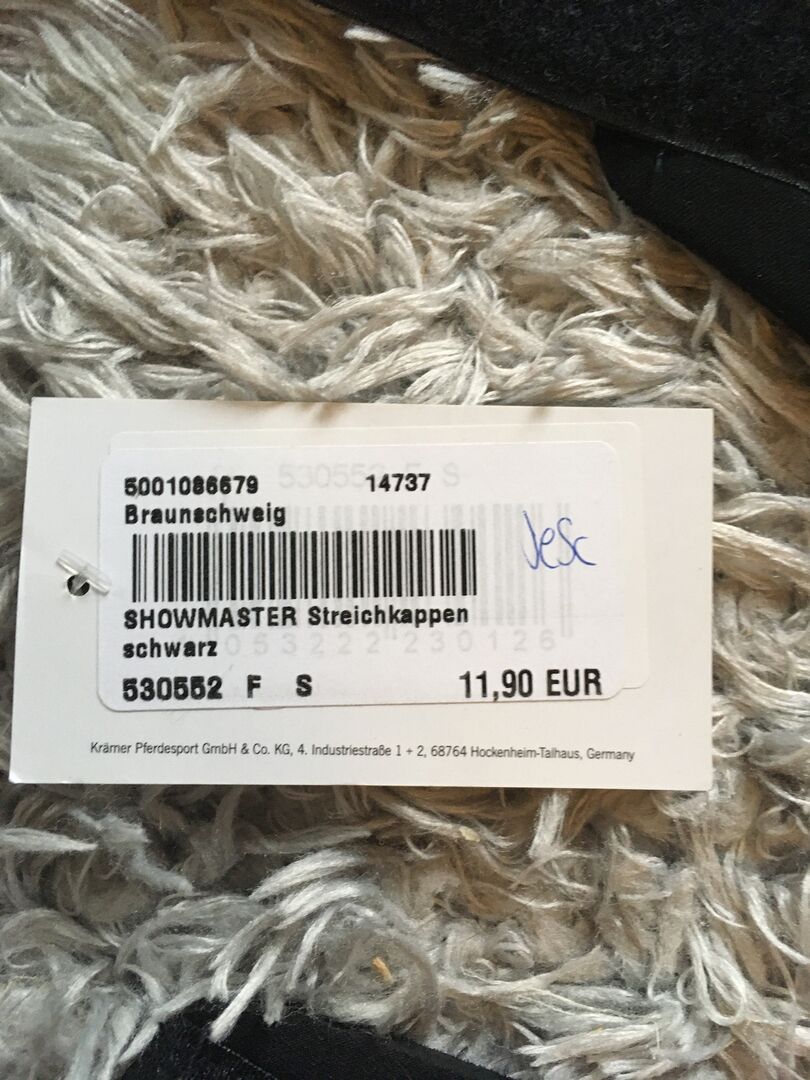 5001086679 14737
Braunschweig
SHOWMASTER Streichkappen
schwarz
530552 F S 11,90 EUR
Krämer Pferdesport GmbH & Co. KG, 4. Industriestraße 1 + 2, 68764 Hockenheim-Talhaus, Germany